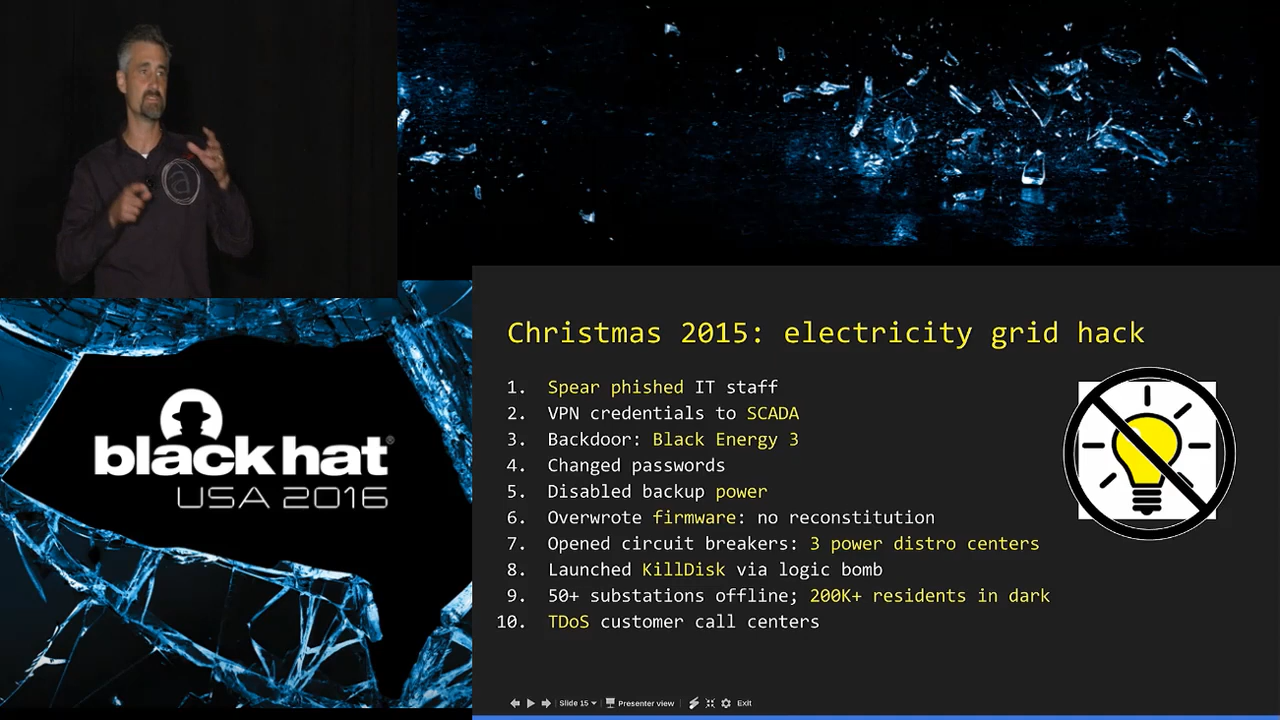 a
black hat®
USA 2016
Christmas 2015: electricity grid hack
1. Spear phished IT staff
2. VPN credentials to SCADA
3. Backdoor: Black Energy 3
4. Changed passwords
5. Disabled backup power
6. Overwrote firmware: no reconstitution
7. Opened circuit breakers: 3 power distro centers
8. Launched KillDisk via logic bomb
9. 50+ substations offline; 200K+ residents in dark
10. TDoS customer call centers
Slide 15 Presenter view Exit